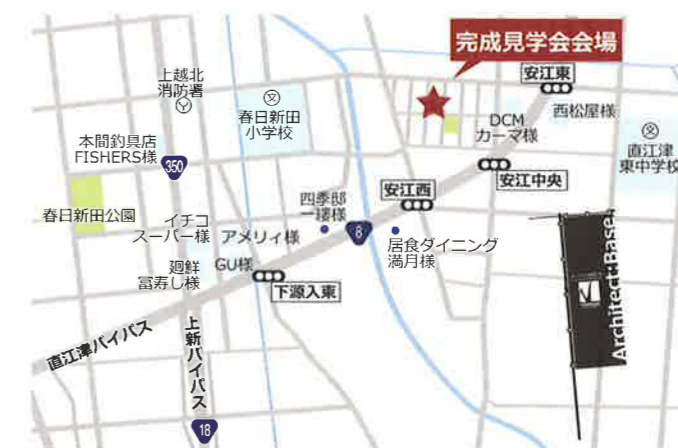 完成見学会会場
安江東
上越北
消防署
春日新田
小学校
西松屋様
DCM
カーマ様
直江津
東中学校
本間釣具店
FISHERS様
350
安江中央
春日新田公園
四季邸
一縷様
安江西
イチコ
スーパー様
アメリィ様
8
居食ダイニング
満月様
廻鮮
冨寿し様
GU様
下源入東
直江津バイパス
上新バイパス
18
Architect Base